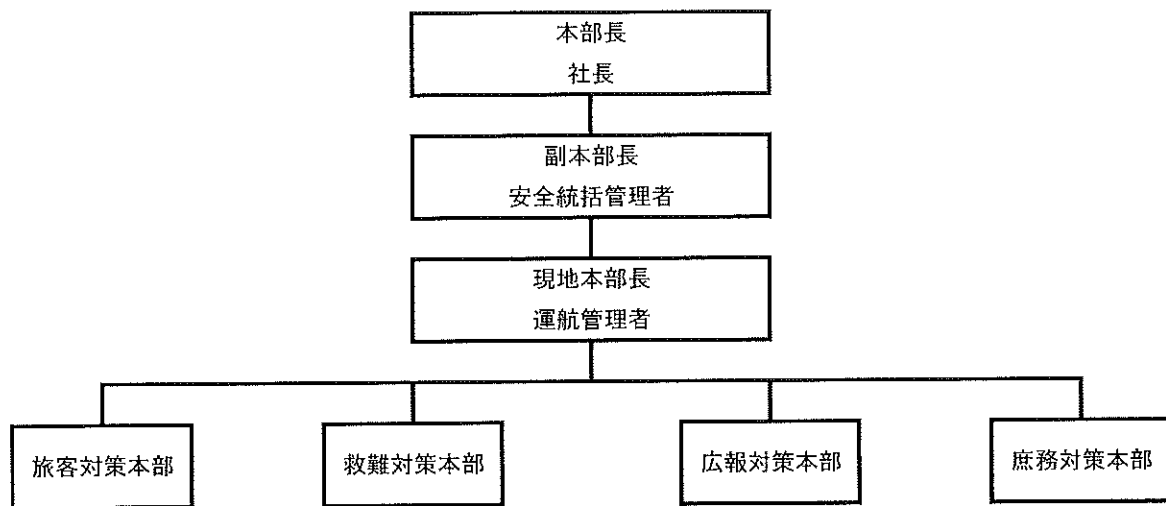 本部長
社長
副本部長
安全統括管理者
現地本部長
運航管理者
旅客対策本部
救難対策本部
広報対策本部
庶務対策本部